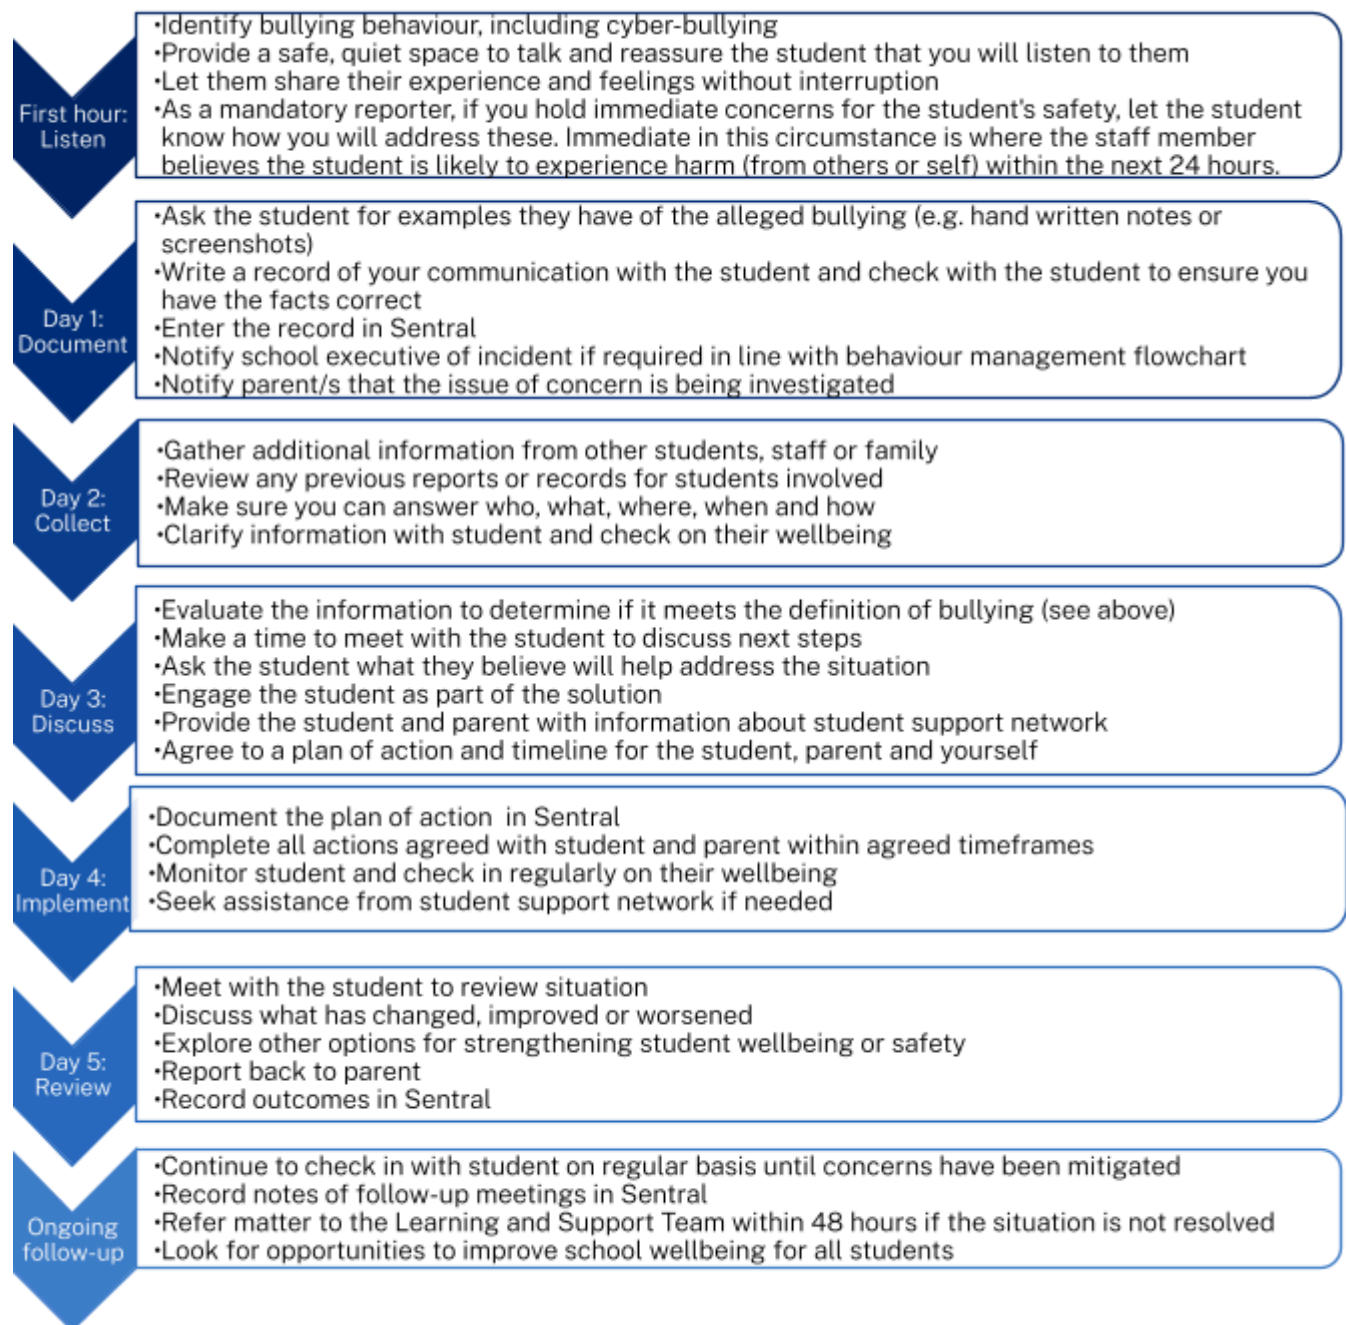 First hour:
Listen
•Identify bullying behaviour, including cyber-bullying
•Provide a safe, quiet space to talk and reassure the student that you will listen to them
•Let them share their experience and feelings without interruption
•As a mandatory reporter, if you hold immediate concerns for the student's safety, let the student
know how you will address these. Immediate in this circumstance is where the staff member
believes the student is likely to experience harm (from others or self) within the next 24 hours.
Day 1:
Document
•Ask the student for examples they have of the alleged bullying (e.g. hand written notes or
screenshots)
•Write a record of your communication with the student and check with the student to ensure you
have the facts correct
•Enter the record in Sentral
•Notify school executive of incident if required in line with behaviour management flowchart
•Notify parent/s that the issue of concern is being investigated
Day 2:
Collect
•Gather additional information from other students, staff or family
•Review any previous reports or records for students involved
•Make sure you can answer who, what, where, when and how
•Clarify information with student and check on their wellbeing
Day 3:
Discuss
•Evaluate the information to determine if it meets the definition of bullying (see above)
•Make a time to meet with the student to discuss next steps
•Ask the student what they believe will help address the situation
•Engage the student as part of the solution
•Provide the student and parent with information about student support network
•Agree to a plan of action and timeline for the student, parent and yourself
Day 4:
Implement
•Document the plan of action in Sentral
•Complete all actions agreed with student and parent within agreed timeframes
•Monitor student and check in regularly on their wellbeing
•Seek assistance from student support network if needed
Day 5:
Review
•Meet with the student to review situation
•Discuss what has changed, improved or worsened
•Explore other options for strengthening student wellbeing or safety
•Report back to parent
•Record outcomes in Sentral
Ongoing
follow-up
•Continue to check in with student on regular basis until concerns have been mitigated
•Record notes of follow-up meetings in Sentral
•Refer matter to the Learning and Support Team within 48 hours if the situation is not resolved
•Look for opportunities to improve school wellbeing for all students